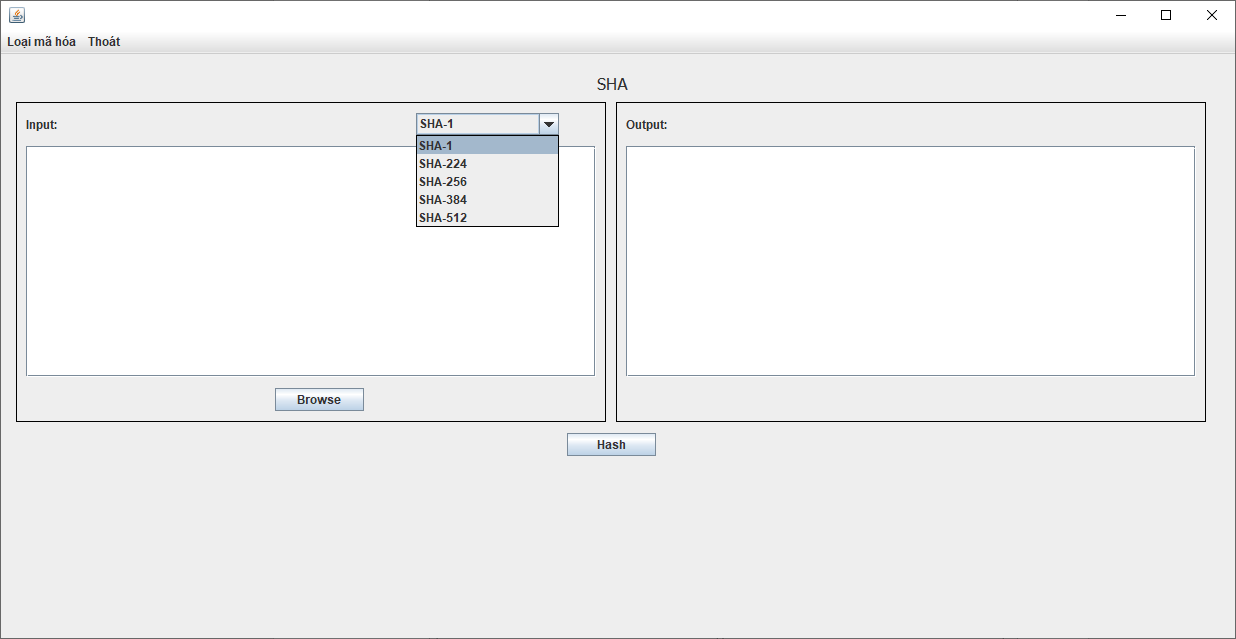 Loại mã hóa Thoát
SHA
Input:
SHA-1
SHA-1
SHA-224
SHA-256
SHA-384
SHA-512
Browse
Output:
Hash